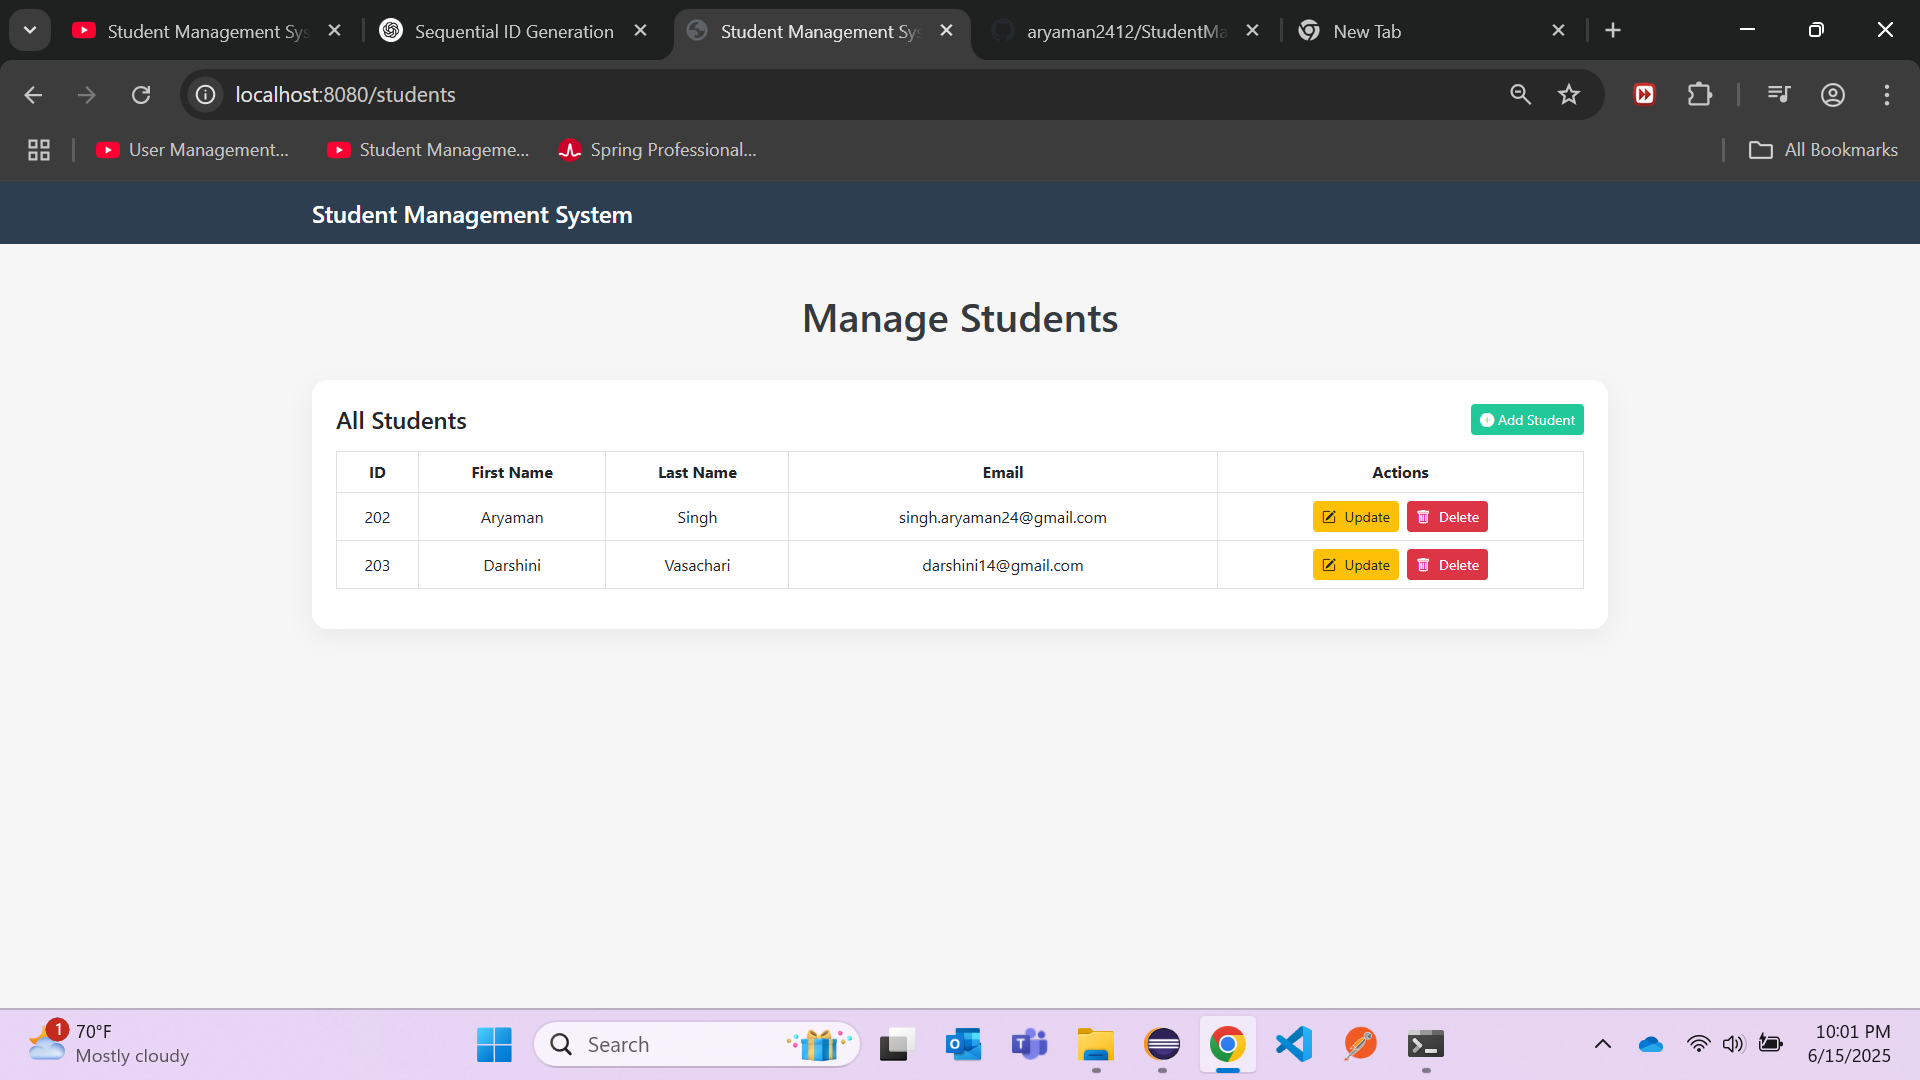 Student Management Sys
Sequential ID Generation
Student Management Sys
aryaman2412/StudentMa
New Tab
localhost:8080/students
User Management...
Student Manageme...
Spring Professional...
All Bookmarks
Student Management System
Manage Students
All Students
Add Student
ID First Name Last Name Email Actions
202 Aryaman Singh singh.aryaman24@gmail.com Update Delete
203 Darshini Vasachari darshini14@gmail.com Update Delete
1
70°F
Mostly cloudy
Search
10:01 PM
6/15/2025